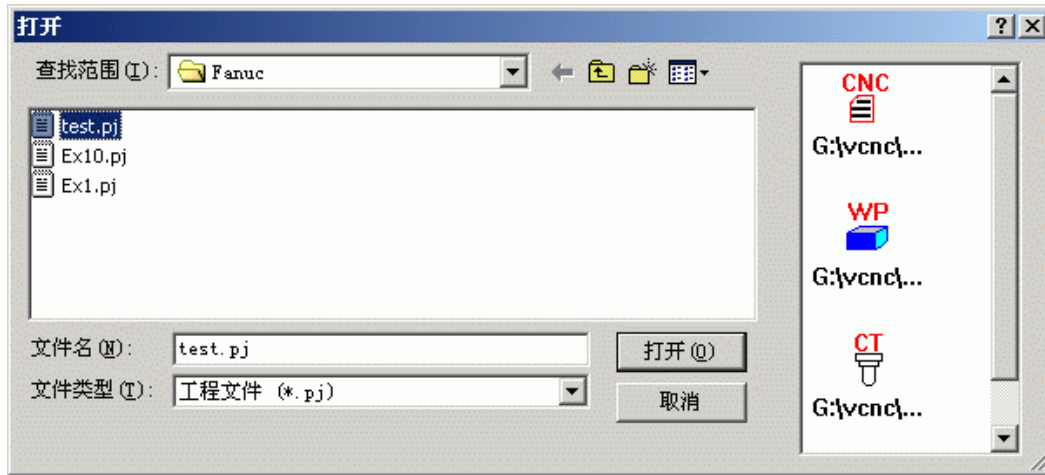 打开
查找范围(I): Fanuc
test.pj
Ex10.pj
Ex1.pj
文件名(N): test.pj 打开(O)
文件类型(T): 工程文件 (*.pj) 取消
CNC
G:\vcnc\...
WP
G:\vcnc\...
CT
G:\vcnc\...